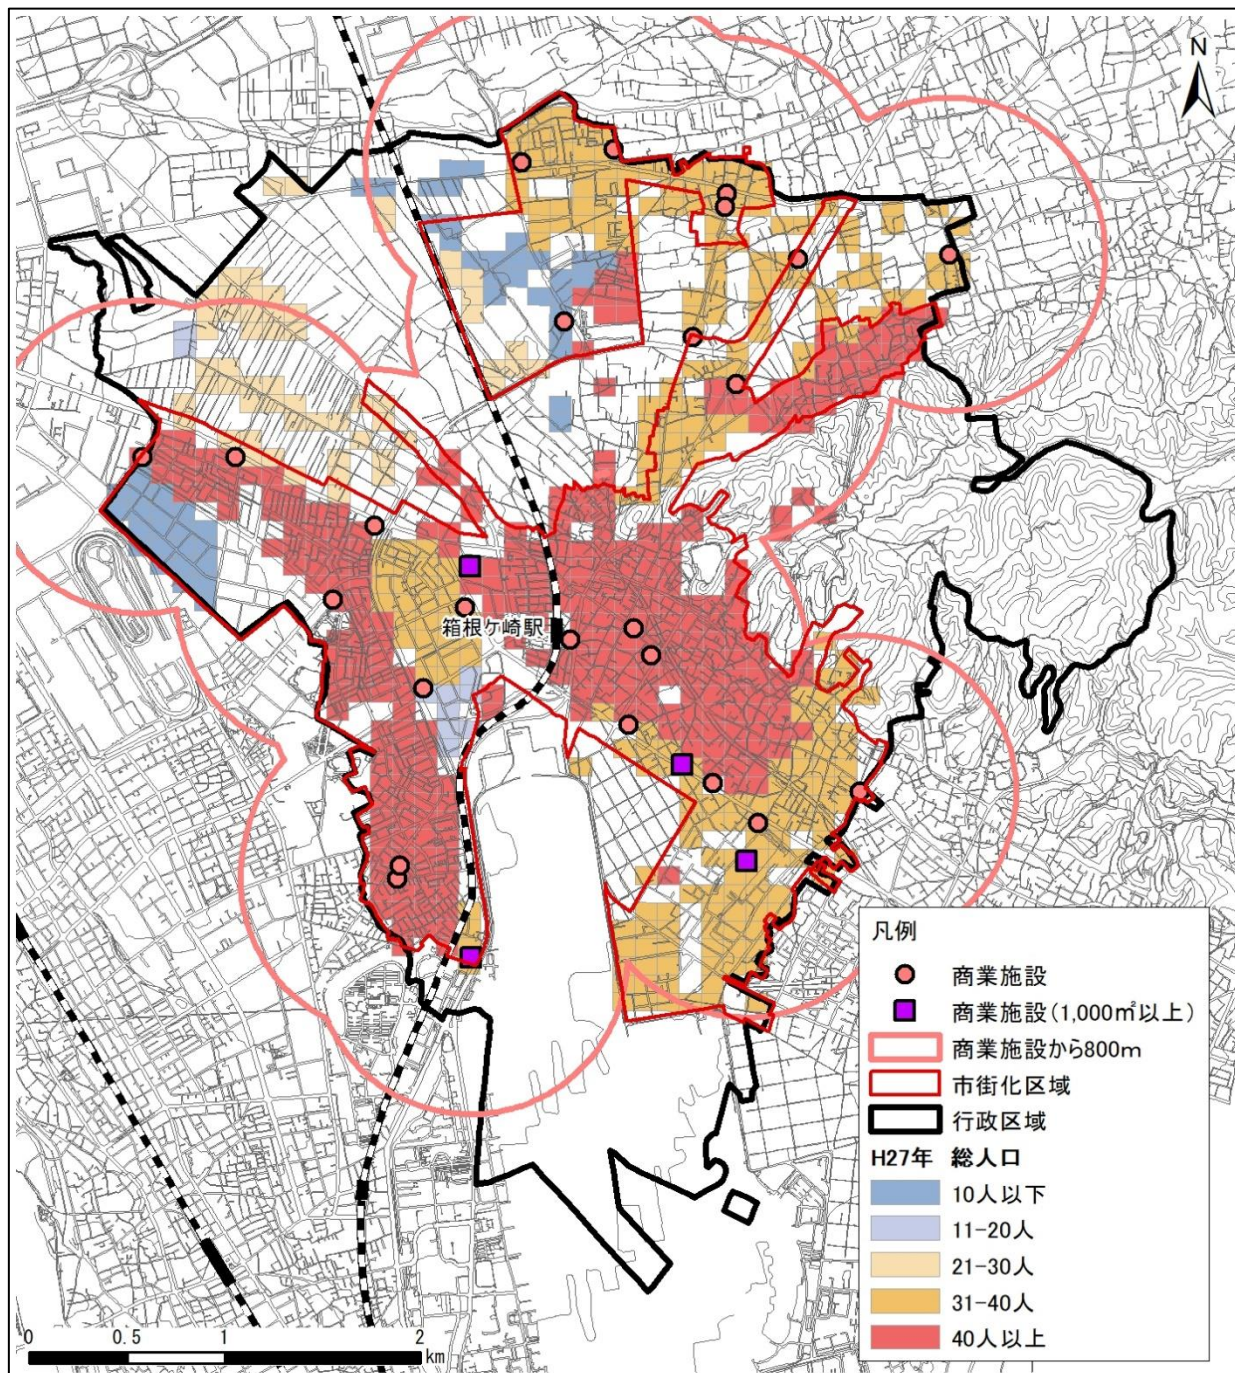 N
箱根ケ崎駅
凡例
商業施設
商業施設(1,000㎡以上)
商業施設から800m
市街化区域
行政区域
H27年 総人口
10人以下
11-20人
21-30人
31-40人
40人以上
0 0.5 1 2
km